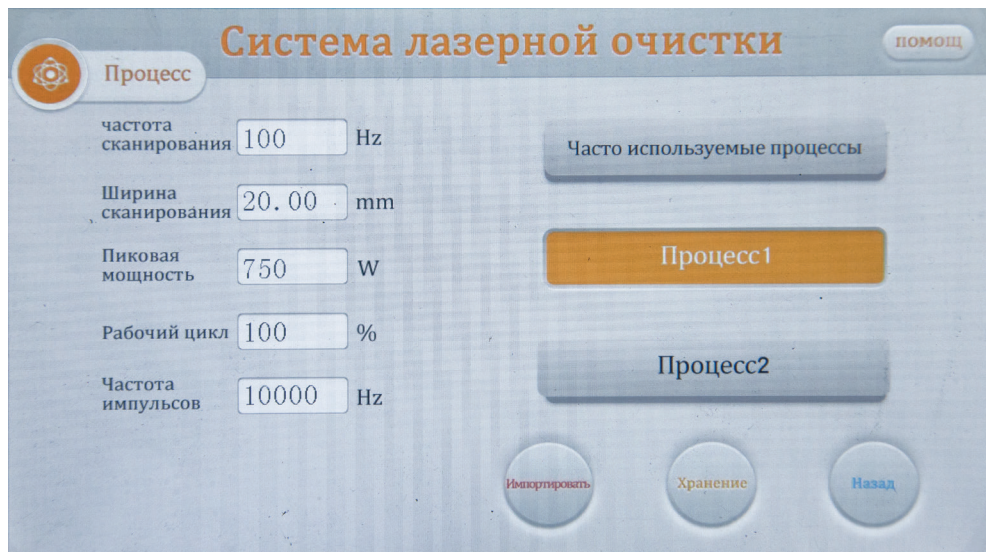 Система лазерной очистки
помощ
Процесс
частота
сканирования 100 Hz
Ширина
сканирования 20.00 mm
Пиковая
мощность 750 W
Рабочий цикл 100 %
Частота
импульсов 10000 Hz
Часто используемые процессы
Процесс1
Процесс2
Импортировать
Хранение
Назад